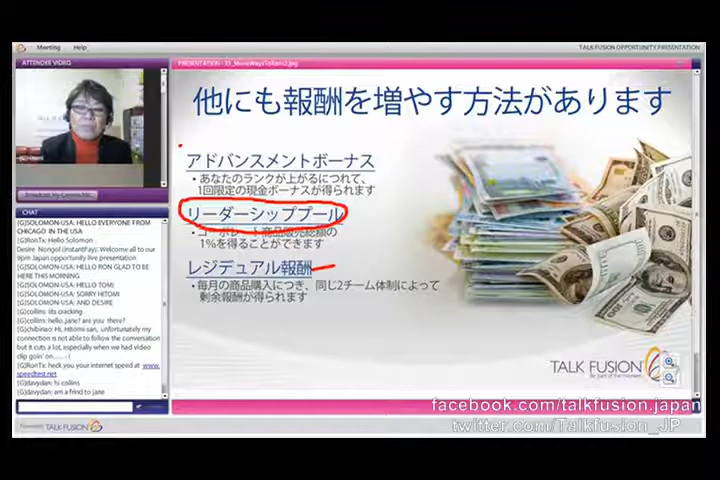 Meeting Help
TALK FUSION OPPORTUNITY PRESENTATION
ATTENDER VIDEO
他にも報酬を増やす方法があります
アドバンスメントボーナス
・あなたのランクが上がるにつれて、
1回限定の現金ボーナスが得られます
リーダーシッププール
・コーポレート商品販売総額の
1%を得ることができます
レジデュアル報酬
・毎月の商品購入につき、同じ2チーム体制によって
剰余報酬が得られます
TALK FUSION
CHAT
(G)SOLOMON-USA: HELLO EVERYONE FROM
CHICAGO IN THE USA
(G)RonTx: Hello Solomon
Desire Nongol (InstantPay): Welcome all to our
9pm Japan opportunity live presentation
(G)SOLOMON-USA: HELLO RON GLAD TO BE
HERE THIS MORNING
(G)SOLOMON-USA: HELLO TOMI
(G)SOLOMON-USA: SORRY HITOMI
(G)SOLOMON-USA: AND DESIRE
(G)collins: its cracking
(G)collins: hello.jane? are you there?
(G)chibinao: Hi, Hitomi san, unfortunately my
connection is not able to follow the conversation
but it cuts a lot, especially when we had video
clip goin' on...... -(
(G)RonTx: heck you your internet speed at www.
speedtest.net
(G)davydan: hi collins
(G)davydan: am a frind to jane
TALK FUSION
facebook.com/talkfusion.japan
twitter.com/Talkfusion_JP